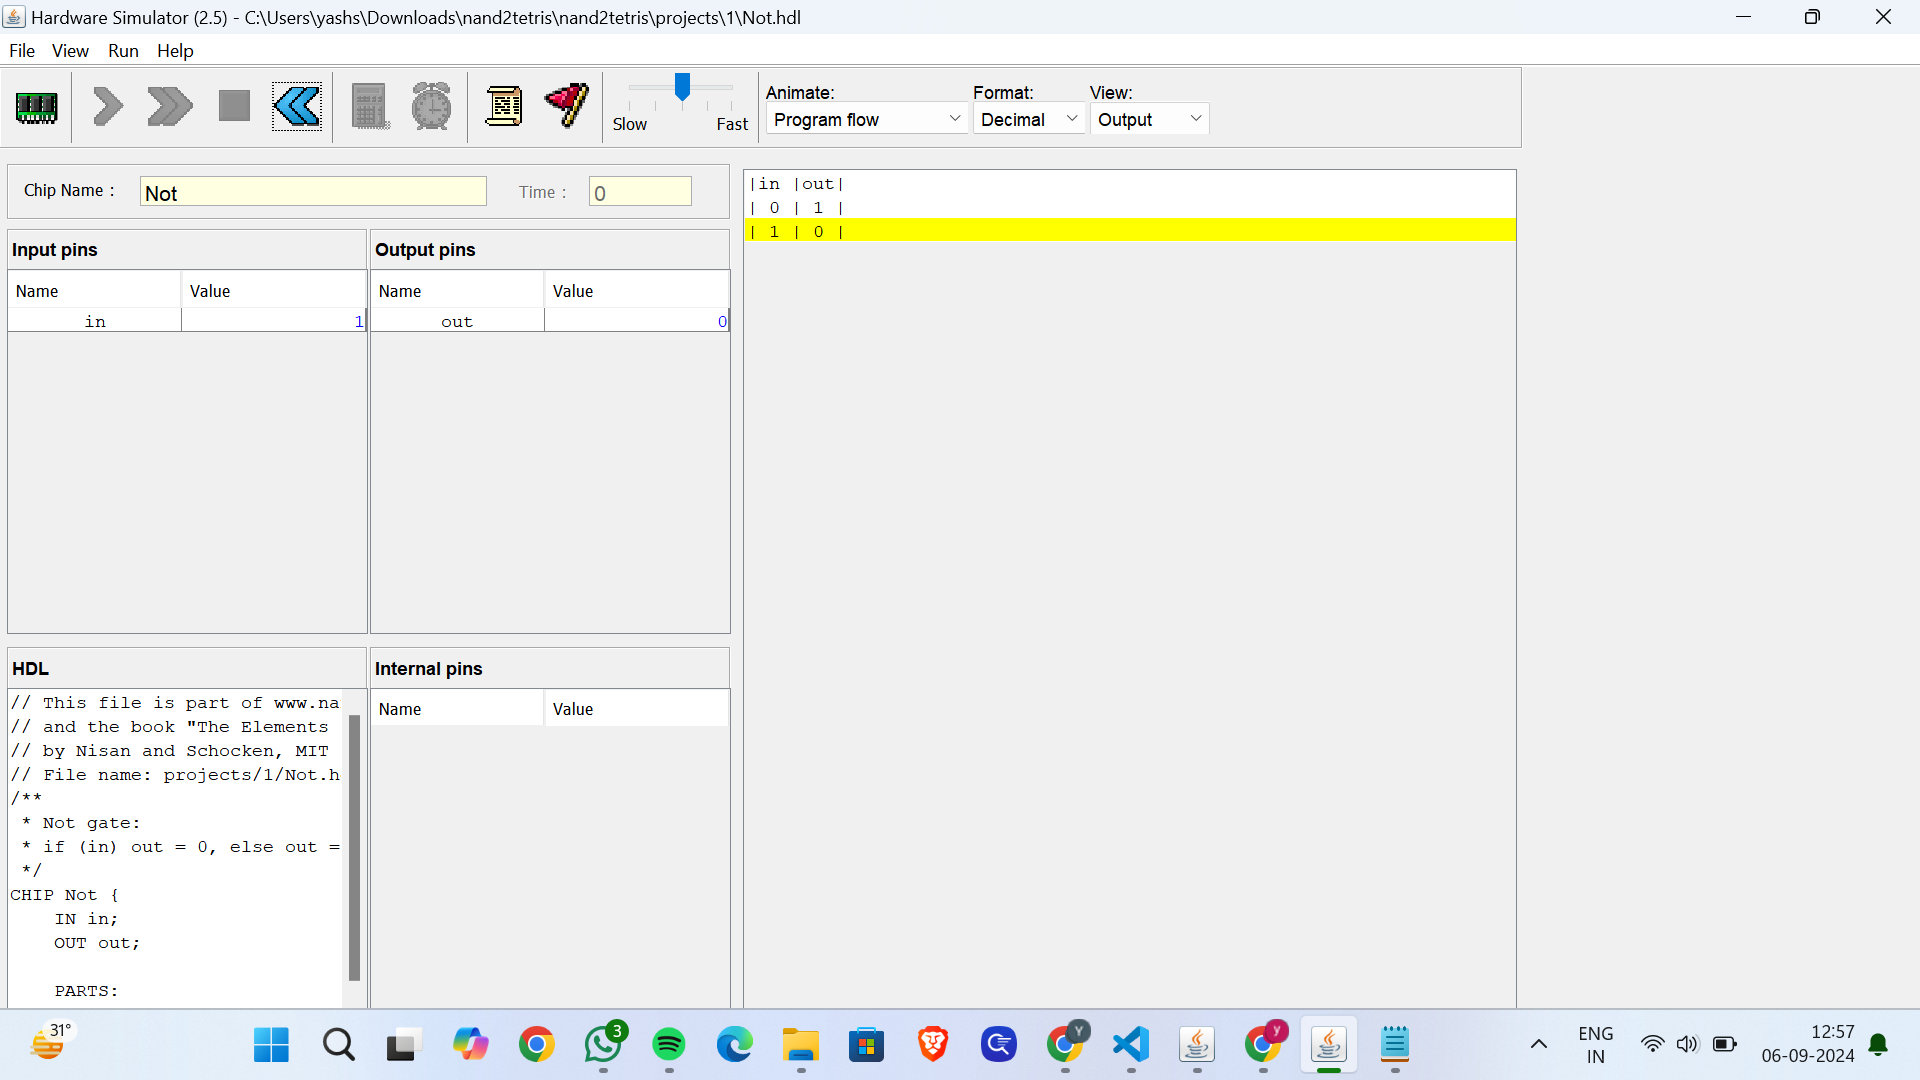 Hardware Simulator (2.5) - C:\Users\yashs\Downloads\nand2tetris\nand2tetris\projects\1\Not.hdl
File View Run Help
Slow Fast
Animate: Format: View:
Program flow Decimal Output
Chip Name : Not Time : 0
|in |out|
| 0 | 1 |
| 1 | 0 |
Input pins Output pins
Name Value Name Value
in 1 out 0
HDL
// This file is part of www.na
// and the book "The Elements
// by Nisan and Schocken, MIT
// File name: projects/1/Not.h
/**
* Not gate:
* if (in) out = 0, else out =
*/
CHIP Not {
IN in;
OUT out;
PARTS:
Internal pins
Name Value
31°
3
Y
y
ENG
IN
12:57
06-09-2024